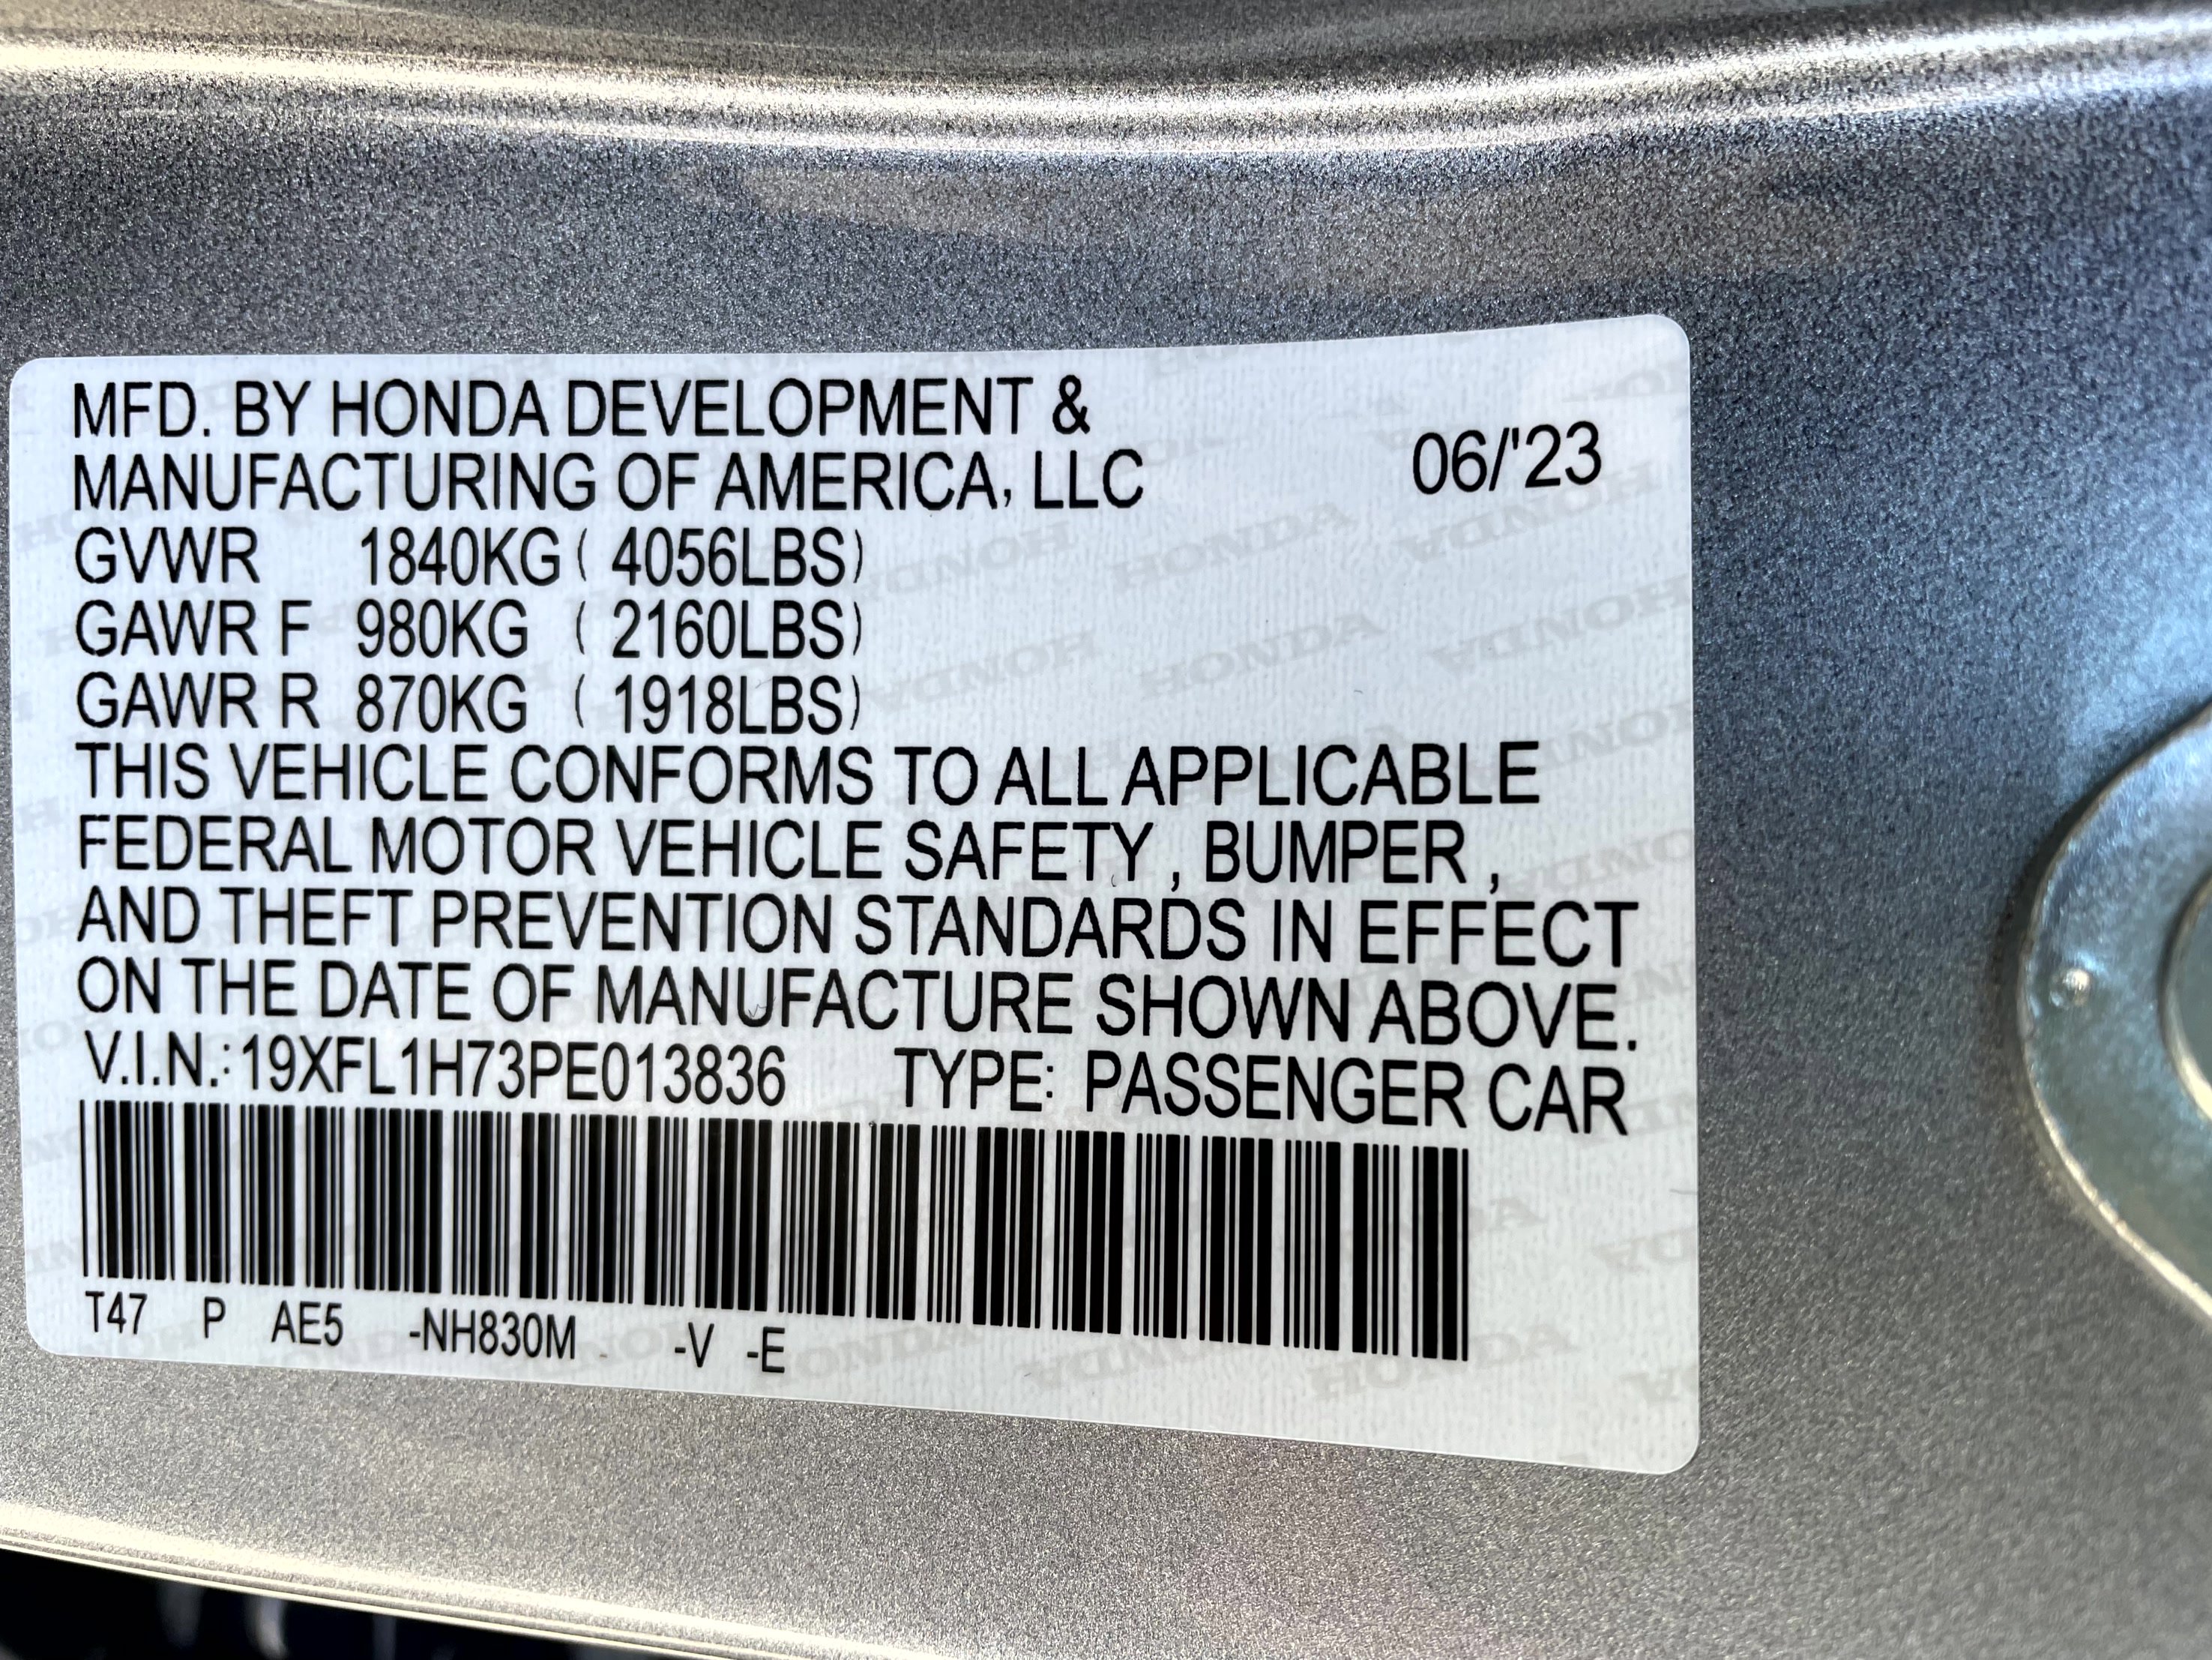 MFD. BY HONDA DEVELOPMENT &
MANUFACTURING OF AMERICA, LLC
06/'23
GVWR 1840KG ( 4056LBS)
GAWR F 980KG ( 2160LBS)
GAWR R 870KG ( 1918LBS)
THIS VEHICLE CONFORMS TO ALL APPLICABLE
FEDERAL MOTOR VEHICLE SAFETY , BUMPER ,
AND THEFT PREVENTION STANDARDS IN EFFECT
ON THE DATE OF MANUFACTURE SHOWN ABOVE.
V.I.N.: 19XFL1H73PE013836 TYPE: PASSENGER CAR
T47 P AE5 -NH830M -V -E